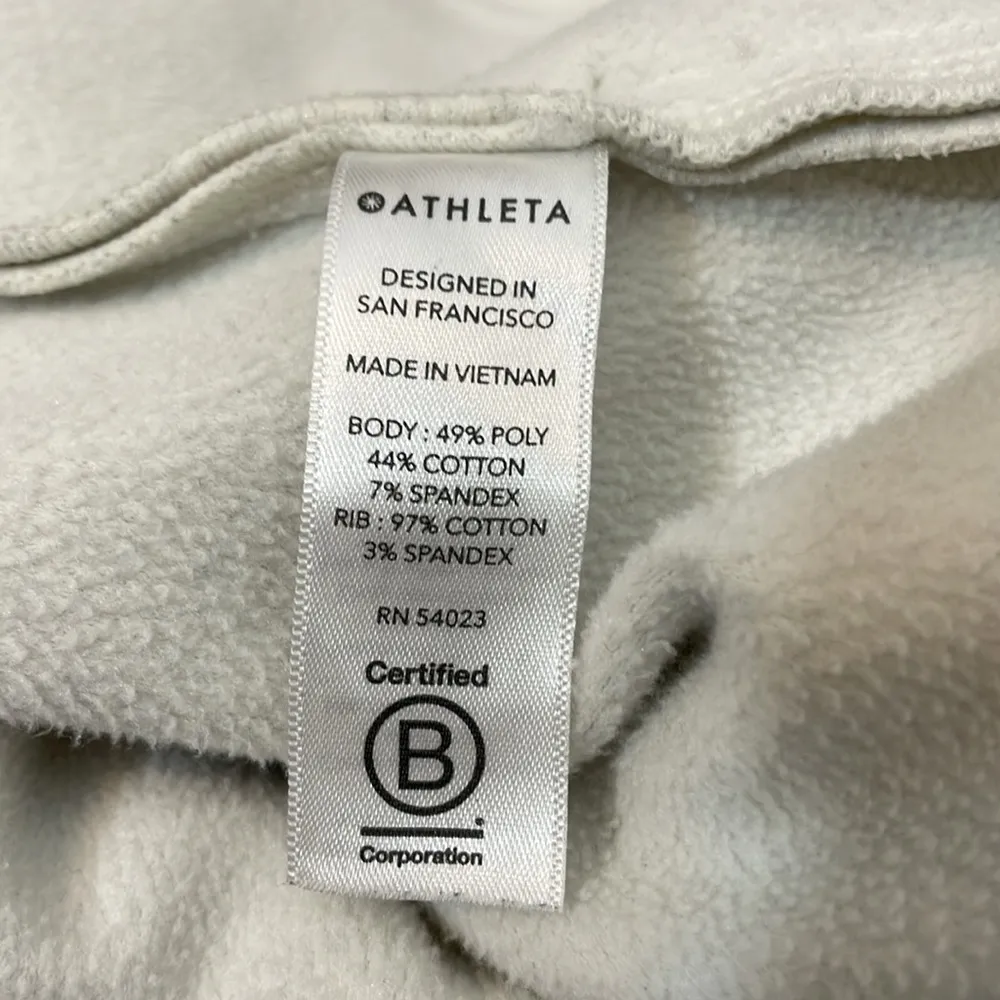 ATHLETA
DESIGNED IN
SAN FRANCISCO
MADE IN VIETNAM
BODY : 49% POLY
44% COTTON
7% SPANDEX
RIB : 97% COTTON
3% SPANDEX
RN 54023
Certified
B
Corporation